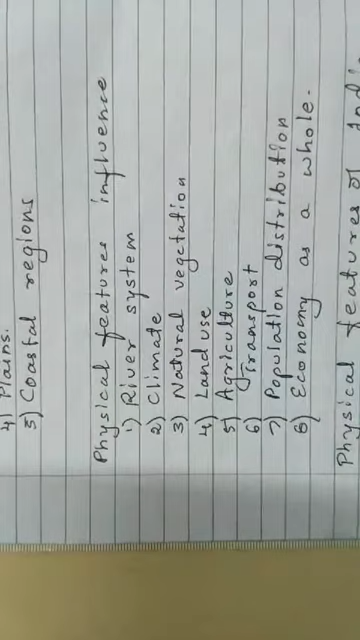 4) Plains.
5) Coastal regions
Physical features influence
1) River system
2) Climate
3) Natural vegetation
4) Land use
5) Agriculture
6) Transport
7) Population distribution
8) Economy as a whole.
Physical features of